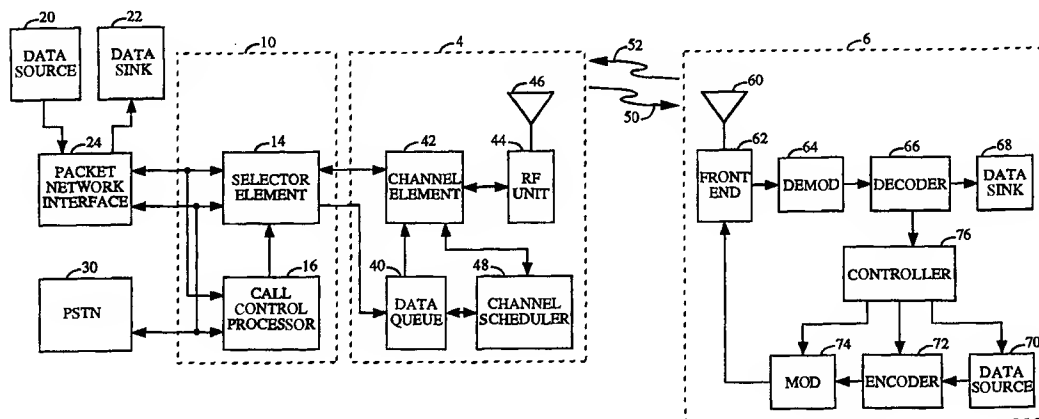 20
DATA
SOURCE
22
DATA
SINK
24
PACKET
NETWORK
INTERFACE
30
PSTN
10
14
SELECTOR
ELEMENT
16
CALL
CONTROL
PROCESSOR
4
46
42
CHANNEL
ELEMENT
44
RF
UNIT
40
DATA
QUEUE
48
CHANNEL
SCHEDULER
52
50
6
60
62
FRONT
END
64
DEMOD
66
DECODER
68
DATA
SINK
76
CONTROLLER
74
MOD
72
ENCODER
70
DATA
SOURCE